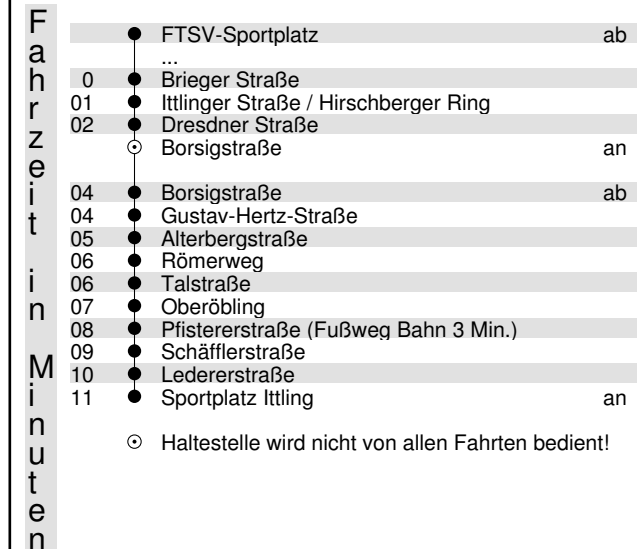 Fahrzeit in Minuten
FTSV-Sportplatz ab
...
0 Brieger Straße
01 Ittlinger Straße / Hirschberger Ring
02 Dresdner Straße
Borsigstraße an
04 Borsigstraße ab
04 Gustav-Hertz-Straße
05 Alterbergstraße
06 Römerweg
06 Talstraße
07 Oberöbling
08 Pfistererstraße (Fußweg Bahn 3 Min.)
09 Schäfflerstraße
10 Ledererstraße
11 Sportplatz Ittling an
Haltestelle wird nicht von allen Fahrten bedient!